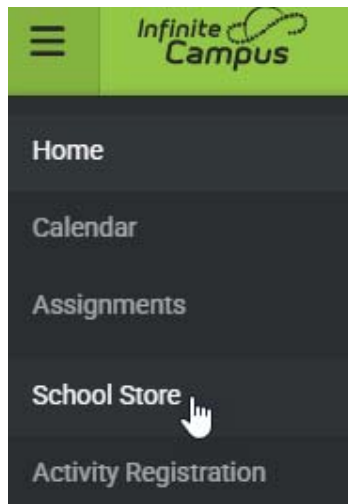 Infinite
Campus
Home
Calendar
Assignments
School Store
Activity Registration